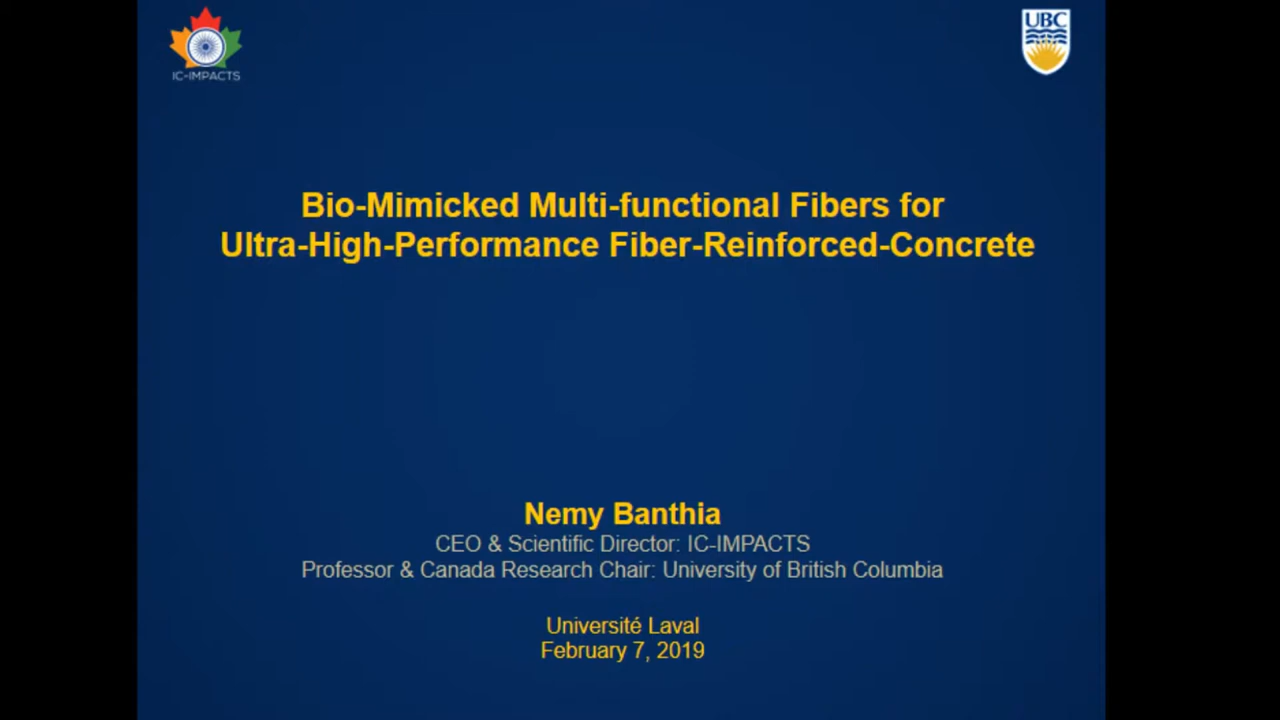 IC-IMPACTS
UBC
Bio-Mimicked Multi-functional Fibers for
Ultra-High-Performance Fiber-Reinforced-Concrete
Nemy Banthia
CEO & Scientific Director: IC-IMPACTS
Professor & Canada Research Chair: University of British Columbia
Université Laval
February 7, 2019